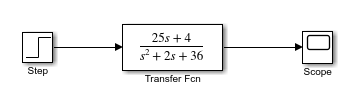 25s + 4
s² + 2s + 36
Step
Transfer Fcn
Scope